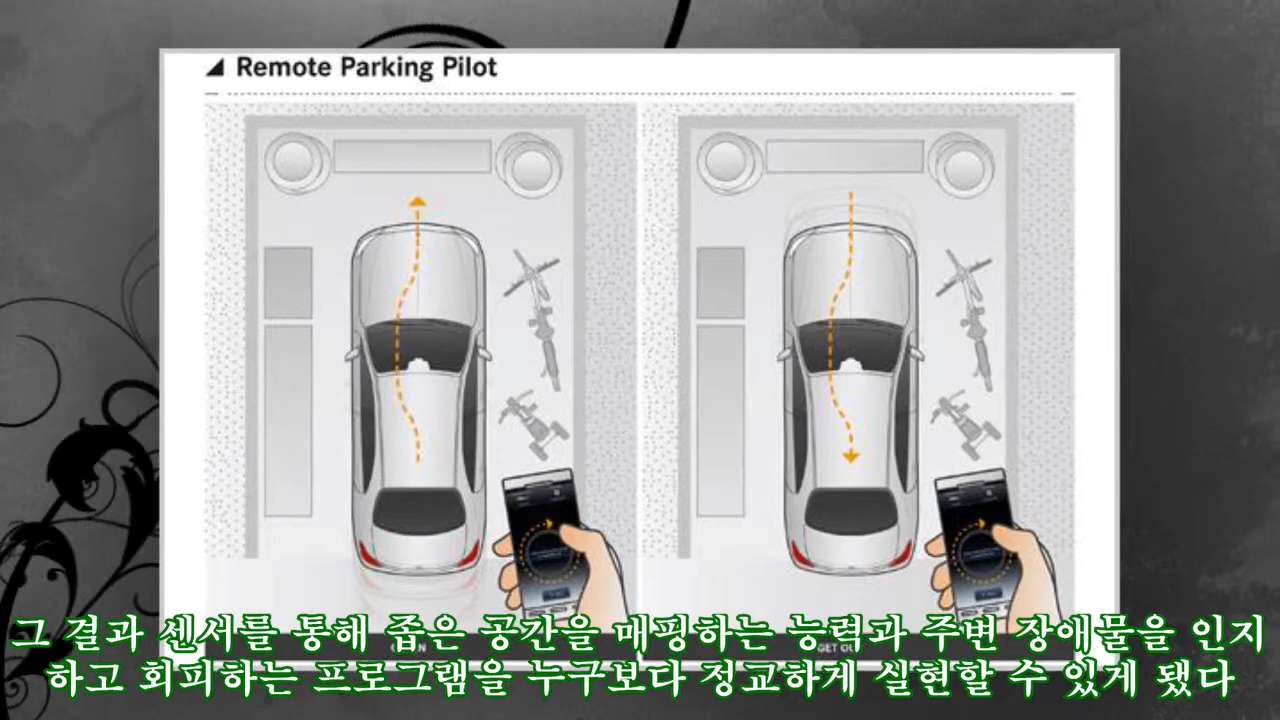 Remote Parking Pilot
그 결과 센서를 통해 좁은 공간을 매핑하는 능력과 주변 장애물을 인지
하고 회피하는 프로그램을 누구보다 정교하게 실현할 수 있게 됐다